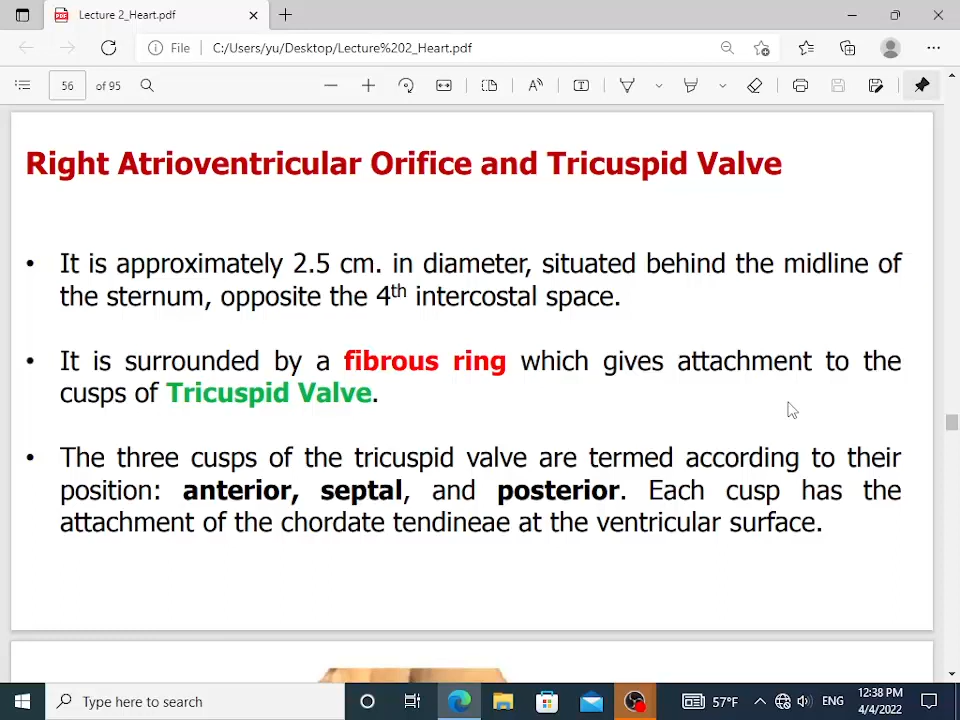 Lecture 2_Heart.pdf
File
C:/Users/yu/Desktop/Lecture%202_Heart.pdf
56
of 95
Right Atrioventricular Orifice and Tricuspid Valve
• It is approximately 2.5 cm. in diameter, situated behind the midline of
the sternum, opposite the 4th intercostal space.
• It is surrounded by a fibrous ring which gives attachment to the
cusps of Tricuspid Valve.
• The three cusps of the tricuspid valve are termed according to their
position: anterior, septal, and posterior. Each cusp has the
attachment of the chordate tendineae at the ventricular surface.
Type here to search
57°F
ENG
12:38 PM
4/4/2022